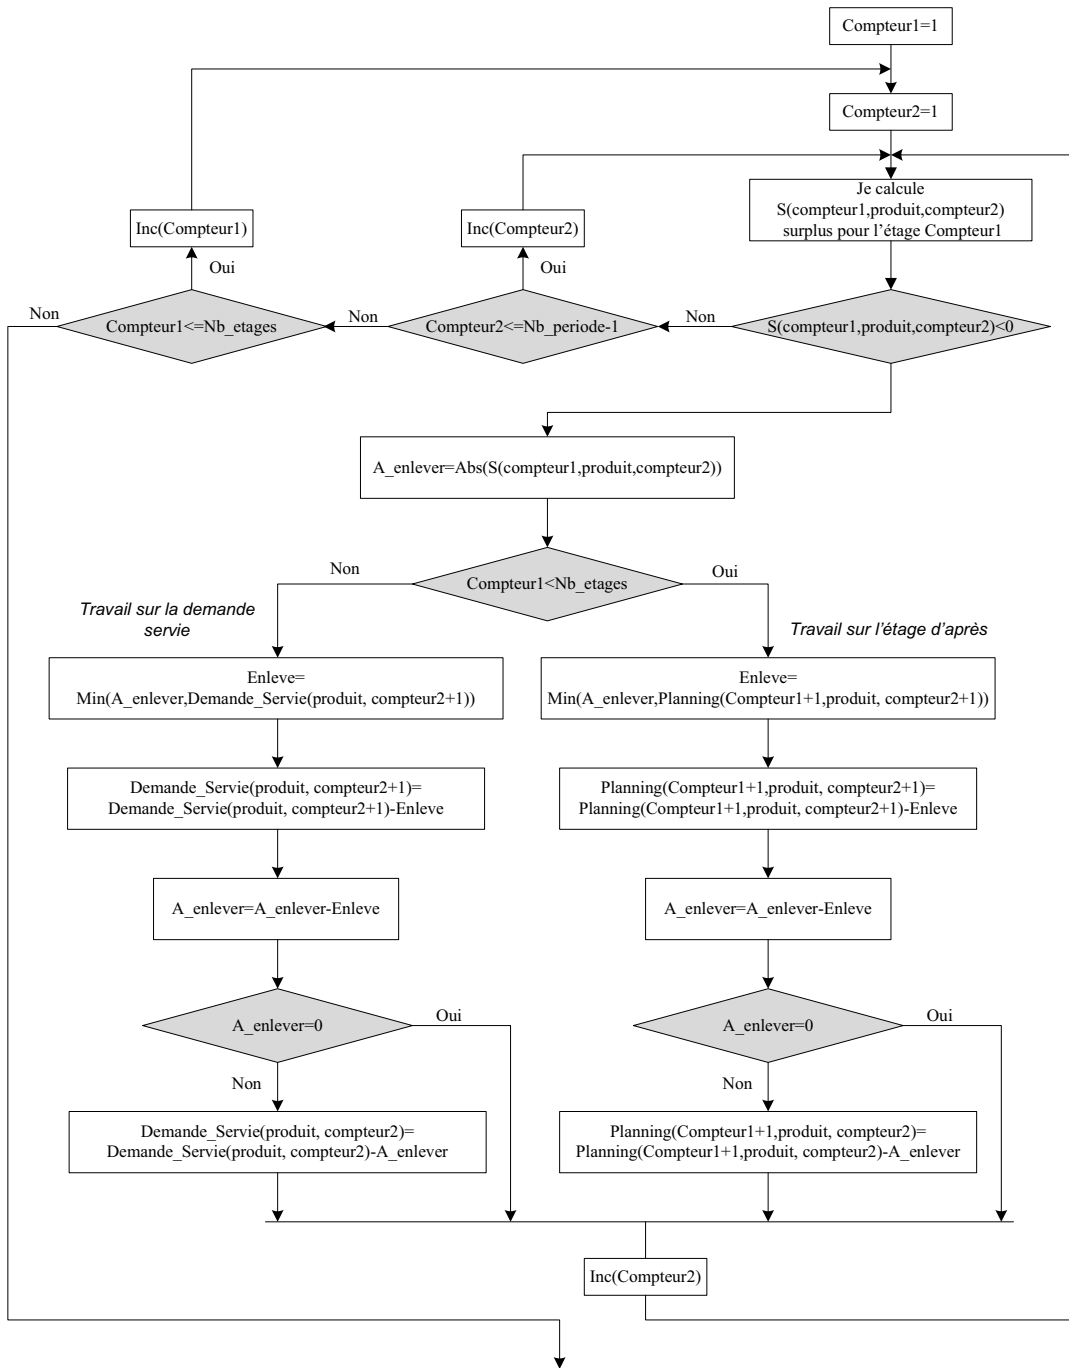 Compteur1=1
Compteur2=1
Je calcule
S(compteur1,produit,compteur2)
surplus pour l'étage Compteur1
Inc(Compteur1)
Inc(Compteur2)
Oui
Oui
Non
Compteur1<=Nb_etages
Non
Compteur2<=Nb_periode-1
Non
S(compteur1,produit,compteur2)<0
A_enlever=Abs(S(compteur1,produit,compteur2))
Non
Compteur1<Nb_etages
Oui
Travail sur la demande
servie
Travail sur l'étage d'après
Enleve=
Min(A_enlever,Demande_Servie(produit, compteur2+1))
Enleve=
Min(A_enlever,Planning(Compteur1+1,produit, compteur2+1))
Demande_Servie(produit, compteur2+1)=
Demande_Servie(produit, compteur2+1)-Enleve
Planning(Compteur1+1,produit, compteur2+1)=
Planning(Compteur1+1,produit, compteur2+1)-Enleve
A_enlever=A_enlever-Enleve
A_enlever=A_enlever-Enleve
A_enlever=0
Oui
A_enlever=0
Oui
Non
Non
Demande_Servie(produit, compteur2)=
Demande_Servie(produit, compteur2)-A_enlever
Planning(Compteur1+1,produit, compteur2)=
Planning(Compteur1+1,produit, compteur2)-A_enlever
Inc(Compteur2)